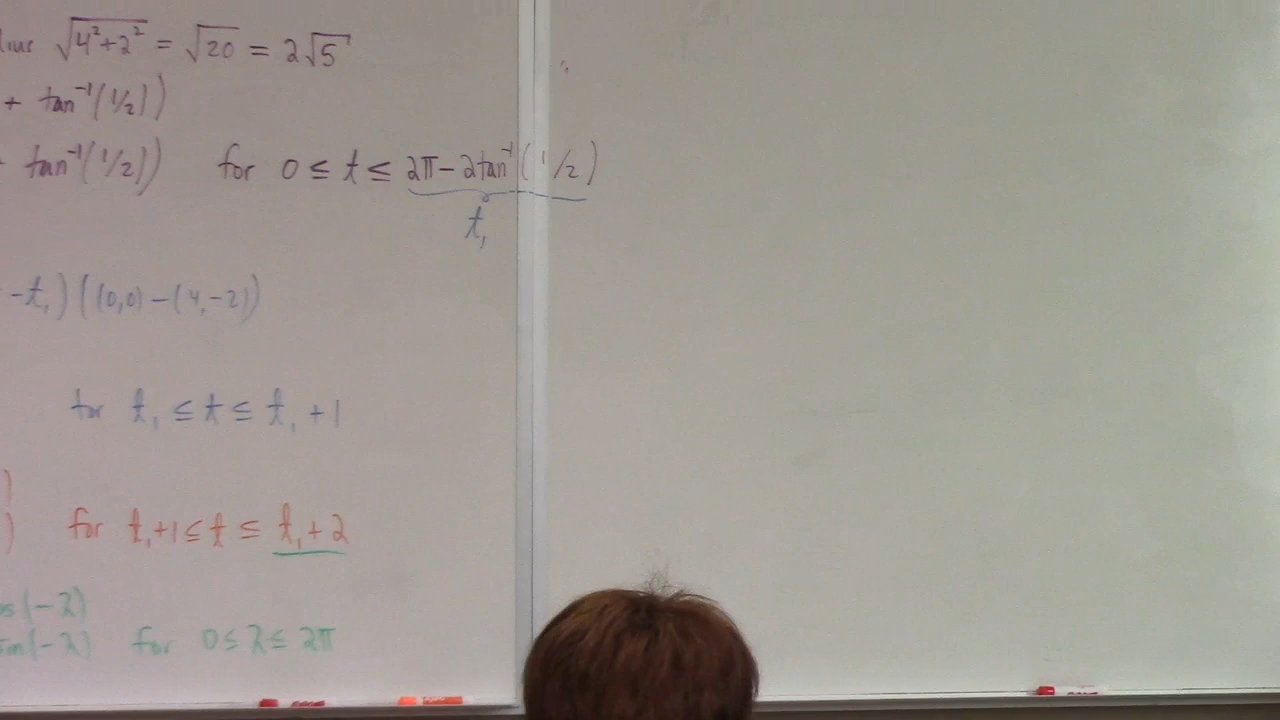 √4²+2² = √20 = 2√5
+ tan⁻¹(1/2))
tan⁻¹(1/2)) for 0 ≤ t ≤ 2π - 2tan⁻¹(1/2)
t₁
-t₁)((0,0) - (4,-2))
for t₁ ≤ t ≤ t₁ + 1
)
) for t₁+1 ≤ t ≤ t₁ + 2
os(-λ)
sin(-λ) for 0 ≤ λ ≤ 2π